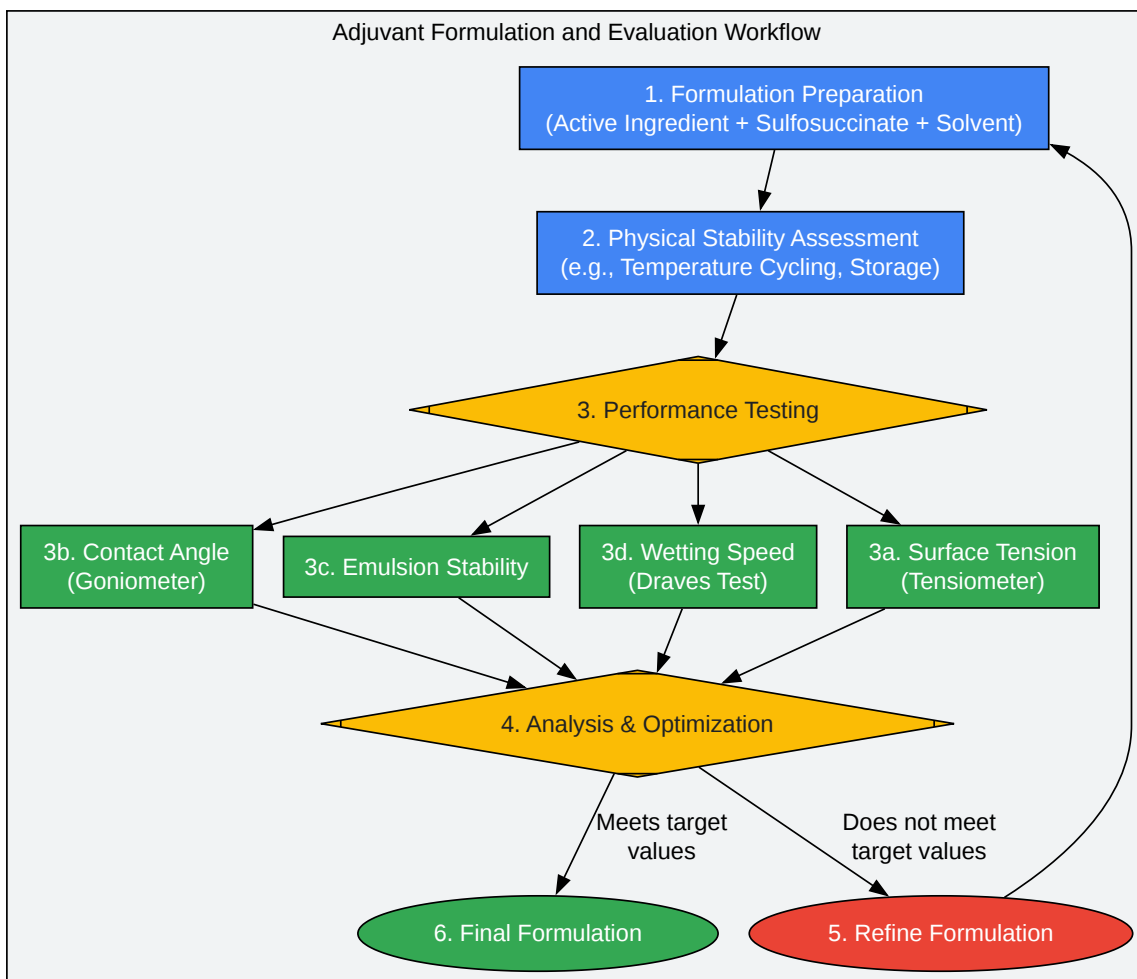 Adjuvant Formulation and Evaluation Workflow
1. Formulation Preparation
(Active Ingredient + Sulfosuccinate + Solvent)
2. Physical Stability Assessment
(e.g., Temperature Cycling, Storage)
3. Performance Testing
3b. Contact Angle
(Goniometer)
3c. Emulsion Stability
3d. Wetting Speed
(Draves Test)
3a. Surface Tension
(Tensiometer)
4. Analysis & Optimization
Meets target
values
Does not meet
target values
6. Final Formulation
5. Refine Formulation